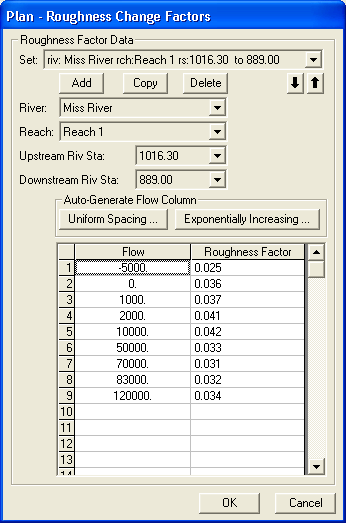 Plan - Roughness Change Factors
Roughness Factor Data
Set: riv: Miss River rch:Reach 1 rs:1016.30 to 889.00
Add Copy Delete
River: Miss River
Reach: Reach 1
Upstream Riv Sta: 1016.30
Downstream Riv Sta: 889.00
Auto-Generate Flow Column
Uniform Spacing ... Exponentially Increasing ...
Flow Roughness Factor
1 -5000. 0.025
2 0. 0.036
3 1000. 0.037
4 2000. 0.041
5 10000. 0.042
6 50000. 0.033
7 70000. 0.031
8 83000. 0.032
9 120000. 0.034
10
11
12
13
14
OK Cancel